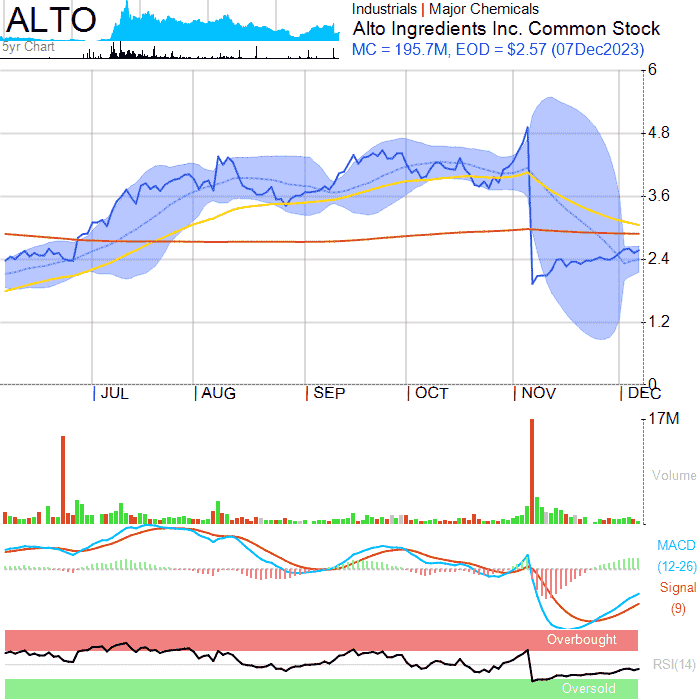 ALTO
5yr Chart
Industrials | Major Chemicals
Alto Ingredients Inc. Common Stock
MC = 195.7M, EOD = $2.57 (07Dec2023)
6
4.8
3.6
2.4
1.2
0
JUL AUG SEP OCT NOV DEC
17M
Volume
MACD
(12-26)
Signal
(9)
Overbought
RSI(14)
Oversold